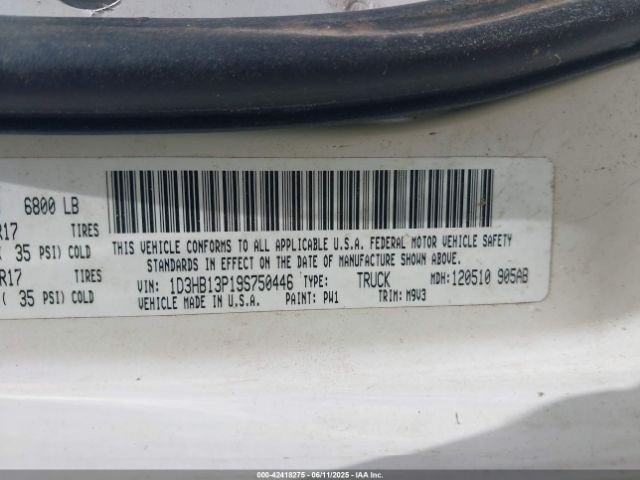 6800 LB
R17 TIRES
35 PSI) COLD
R17 TIRES
( 35 PSI) COLD
THIS VEHICLE CONFORMS TO ALL APPLICABLE U.S.A. FEDERAL MOTOR VEHICLE SAFETY
STANDARDS IN EFFECT ON THE DATE OF MANUFACTURE SHOWN ABOVE.
VIN: 1D3HB13P19S750446 TYPE: TRUCK MDH: 120510 905AB
VEHICLE MADE IN U.S.A. PAINT: PW1 TRIM: M9V3
000-42418275 - 06/11/2025 - IAA Inc.